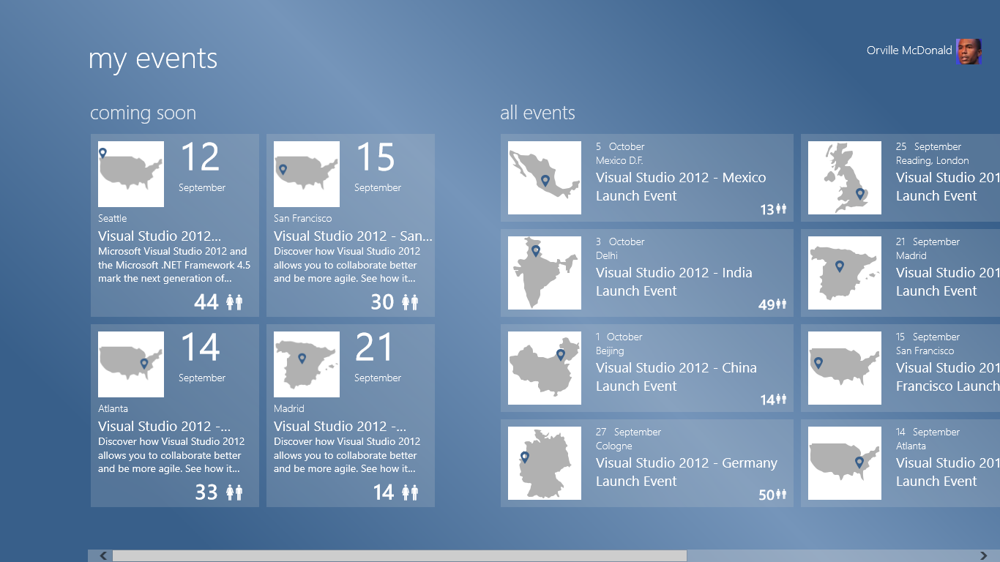 my events
Orville McDonald
coming soon
12
September
Seattle
Visual Studio 2012...
Microsoft Visual Studio 2012 and
the Microsoft .NET Framework 4.5
mark the next generation of...
44
15
September
San Francisco
Visual Studio 2012 - San...
Discover how Visual Studio 2012
allows you to collaborate better
and be more agile. See how it...
30
14
September
Atlanta
Visual Studio 2012 -...
Discover how Visual Studio 2012
allows you to collaborate better
and be more agile. See how it...
33
21
September
Madrid
Visual Studio 2012 -...
Discover how Visual Studio 2012
allows you to collaborate better
and be more agile. See how it...
14
all events
5 October
Mexico D.F.
Visual Studio 2012 - Mexico
Launch Event
13
3 October
Delhi
Visual Studio 2012 - India
Launch Event
49
1 October
Beijing
Visual Studio 2012 - China
Launch Event
14
27 September
Cologne
Visual Studio 2012 - Germany
Launch Event
50
25 September
Reading, London
Visual Studio 201
Launch Event
21 September
Madrid
Visual Studio 201
Launch Event
15 September
San Francisco
Visual Studio 201
Francisco Launch
14 September
Atlanta
Visual Studio 201
Launch Event